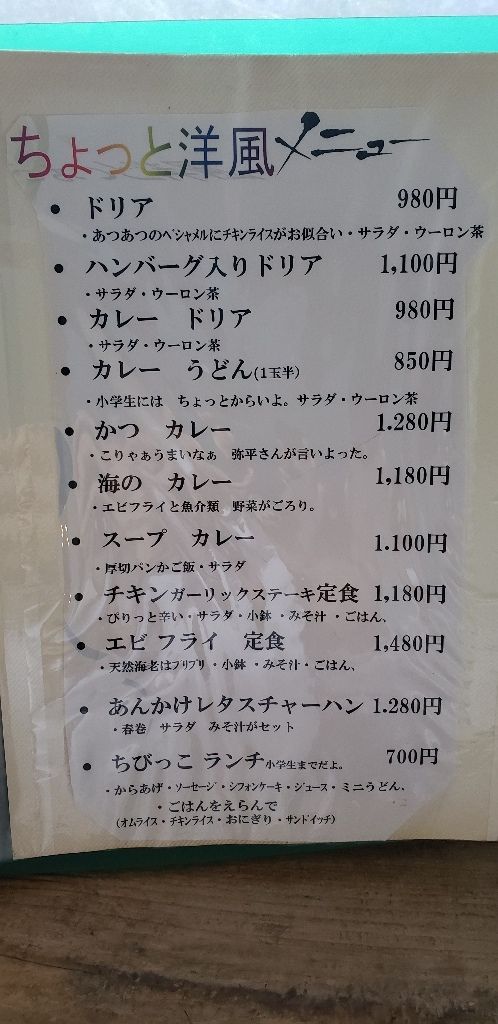 ちょっと洋風メニュー
• ドリア 980円
・あつあつのベシャメルにチキンライスがお似合い・サラダ・ウーロン茶
• ハンバーグ入りドリア 1,100円
・サラダ・ウーロン茶
• カレー ドリア 980円
・サラダ・ウーロン茶
• カレー うどん(1玉半) 850円
・小学生には ちょっとからいよ。サラダ・ウーロン茶
• かつ カレー 1.280円
・こりゃぁうまいなぁ 弥平さんが言いよった。
• 海の カレー 1,180円
・エビフライと魚介類 野菜がごろり。
• スープ カレー 1.100円
・厚切パンかご飯・サラダ
• チキンガーリックステーキ定食 1,180円
・ぴりっと辛い・サラダ・小鉢 ・みそ汁 ・ごはん、
• エビ フライ 定食 1,480円
・天然海老はプリプリ ・小鉢 ・みそ汁・ごはん、
• あんかけレタスチャーハン 1.280円
・春巻 サラダ みそ汁がセット
• ちびっこ ランチ小学生までだよ。 700円
・からあげ・ソーセージ・シフォンケーキ・ジュース・ミニうどん、
・ごはんをえらんで
(オムライス・チキンライス・おにぎり・サンドイッチ)